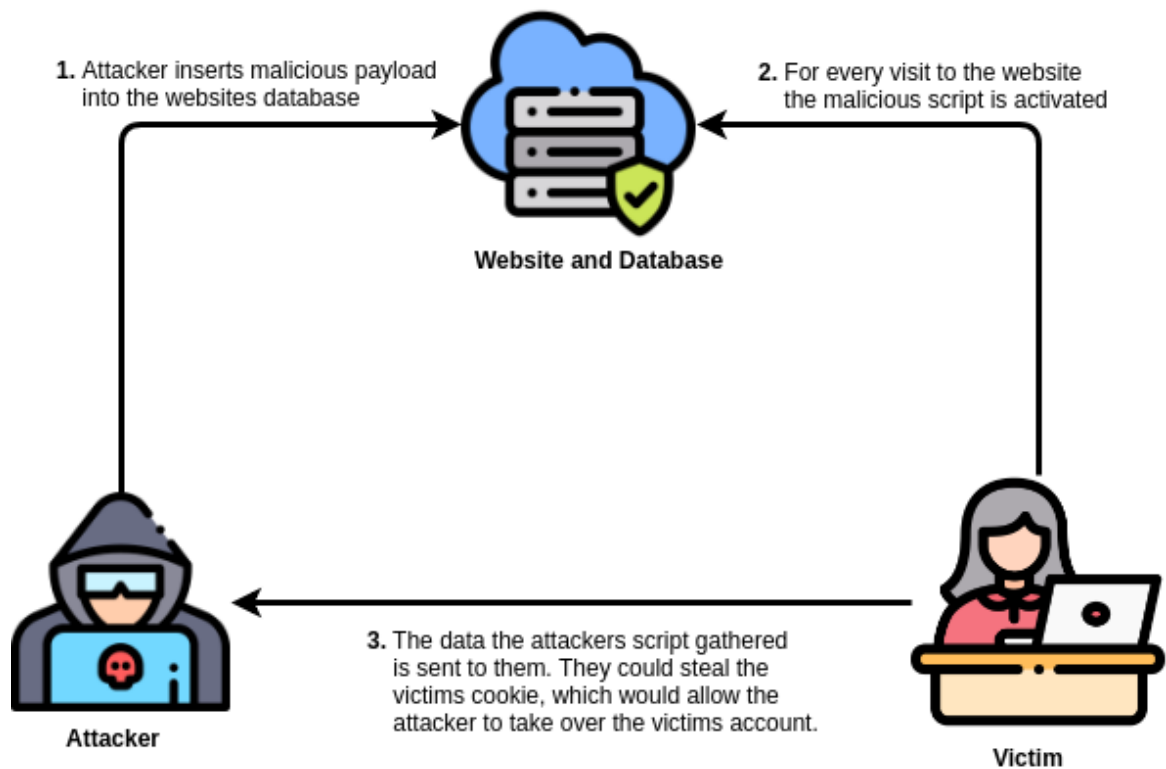 1. Attacker inserts malicious payload
into the websites database
2. For every visit to the website
the malicious script is activated
Website and Database
3. The data the attackers script gathered
is sent to them. They could steal the
victims cookie, which would allow the
attacker to take over the victims account.
Attacker
Victim